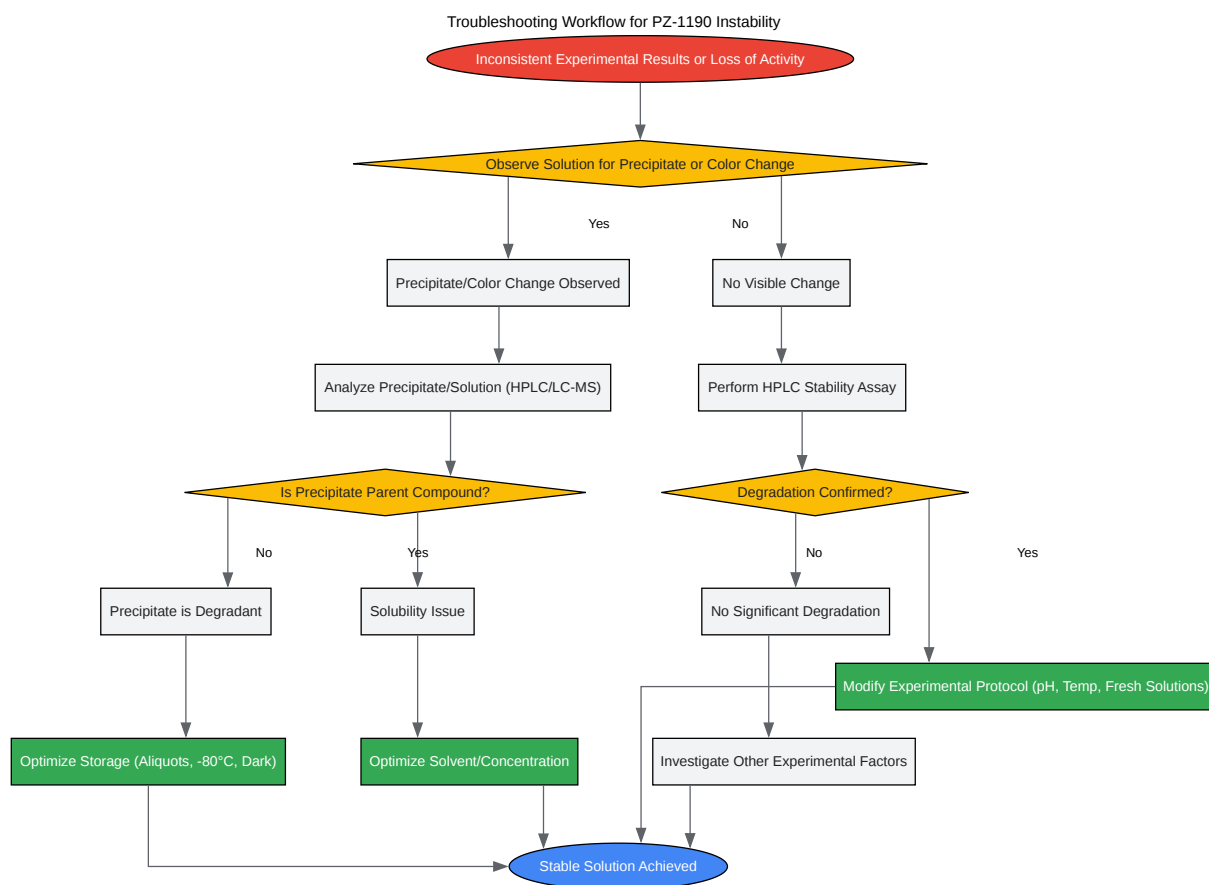 Troubleshooting Workflow for PZ-1190 Instability
Inconsistent Experimental Results or Loss of Activity
Observe Solution for Precipitate or Color Change
Yes
No
Precipitate/Color Change Observed
No Visible Change
Analyze Precipitate/Solution (HPLC/LC-MS)
Perform HPLC Stability Assay
Is Precipitate Parent Compound?
Degradation Confirmed?
No
Yes
No
Yes
Precipitate is Degradant
Solubility Issue
No Significant Degradation
Modify Experimental Protocol (pH, Temp, Fresh Solutions)
Optimize Storage (Aliquots, -80°C, Dark)
Optimize Solvent/Concentration
Investigate Other Experimental Factors
Stable Solution Achieved